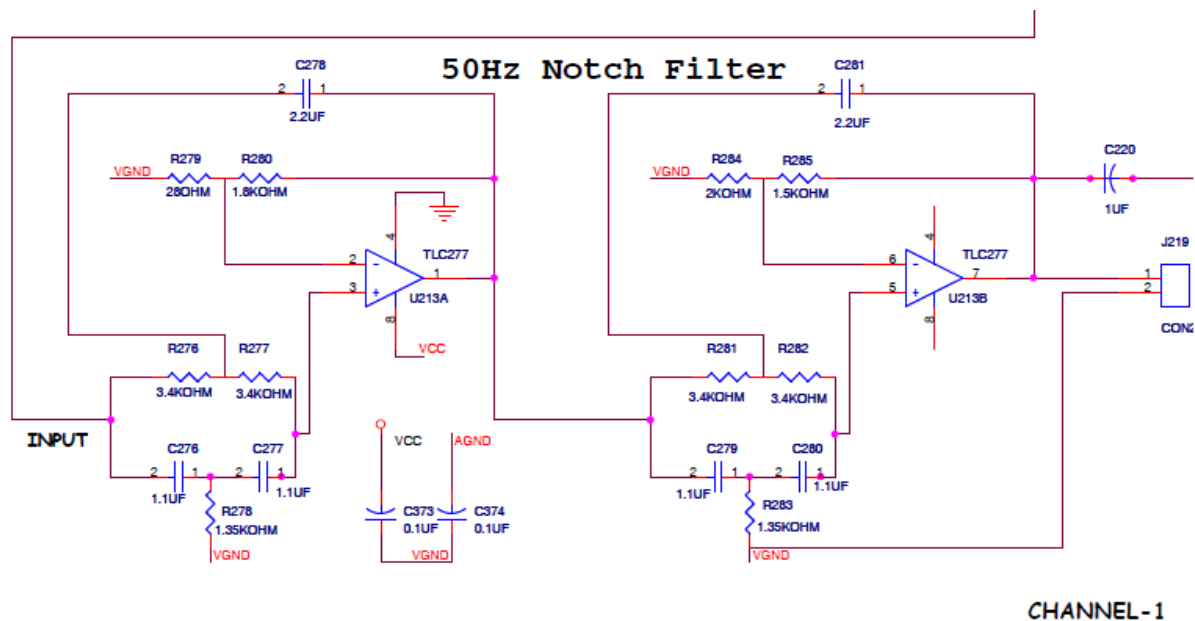 50Hz Notch Filter
C278
2 1
2.2UF
C281
2 1
2.2UF
VGND
R279 R280
28OHM 1.8KOHM
VGND
R284 R285
2KOHM 1.5KOHM
C220
1UF
4
TLC277
2 -
1
3 +
U213A
8
VCC
4
TLC277
6 -
7
5 +
U213B
8
J219
1
2
R276 R277
3.4KOHM 3.4KOHM
R281 R282
3.4KOHM 3.4KOHM
INPUT
C276 C277
2 1 2 1
1.1UF 1.1UF
R278
1.35KOHM
VGND
VCC AGND
C373 C374
0.1UF 0.1UF
VGND
C279 C280
2 1 2 1
1.1UF 1.1UF
R283
1.35KOHM
VGND
CHANNEL-1